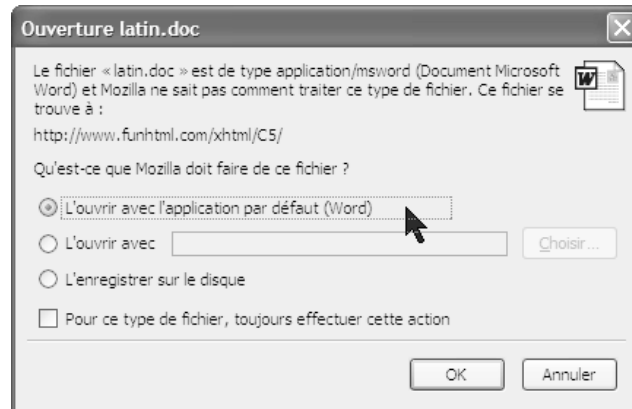 Ouverture latin.doc
Le fichier « latin.doc » est de type application/msword (Document Microsoft
Word) et Mozilla ne sait pas comment traiter ce type de fichier. Ce fichier se
trouve à :
http://www.funhtml.com/xhtml/C5/
Qu'est-ce que Mozilla doit faire de ce fichier ?
L'ouvrir avec l'application par défaut (Word)
L'ouvrir avec Choisir...
L'enregistrer sur le disque
Pour ce type de fichier, toujours effectuer cette action
OK Annuler